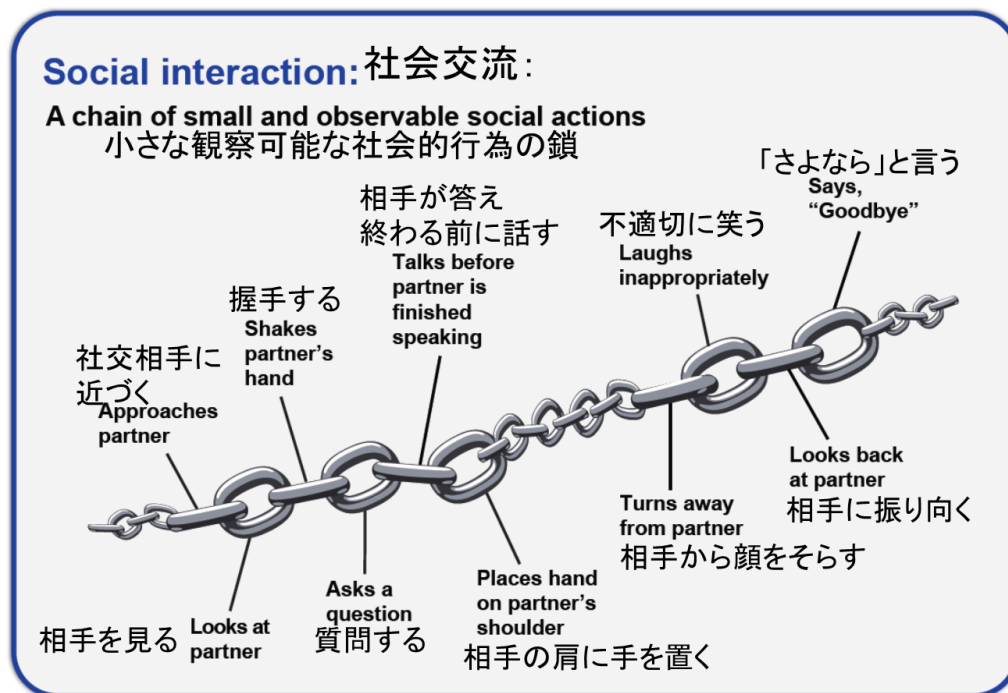 Social interaction: 社会交流:
A chain of small and observable social actions
小さな観察可能な社会的行為の鎖
社交相手に
近づく
Approaches
partner
相手を見る
Looks at
partner
握手する
Shakes
partner's
hand
Asks a
question
質問する
相手が答え
終わる前に話す
Talks before
partner is
finished
speaking
Places hand
on partner's
shoulder
相手の肩に手を置く
Turns away
from partner
相手から顔をそらす
不適切に笑う
Laughs
inappropriately
Looks back
at partner
相手に振り向く
「さよなら」と言う
Says,
“Goodbye”